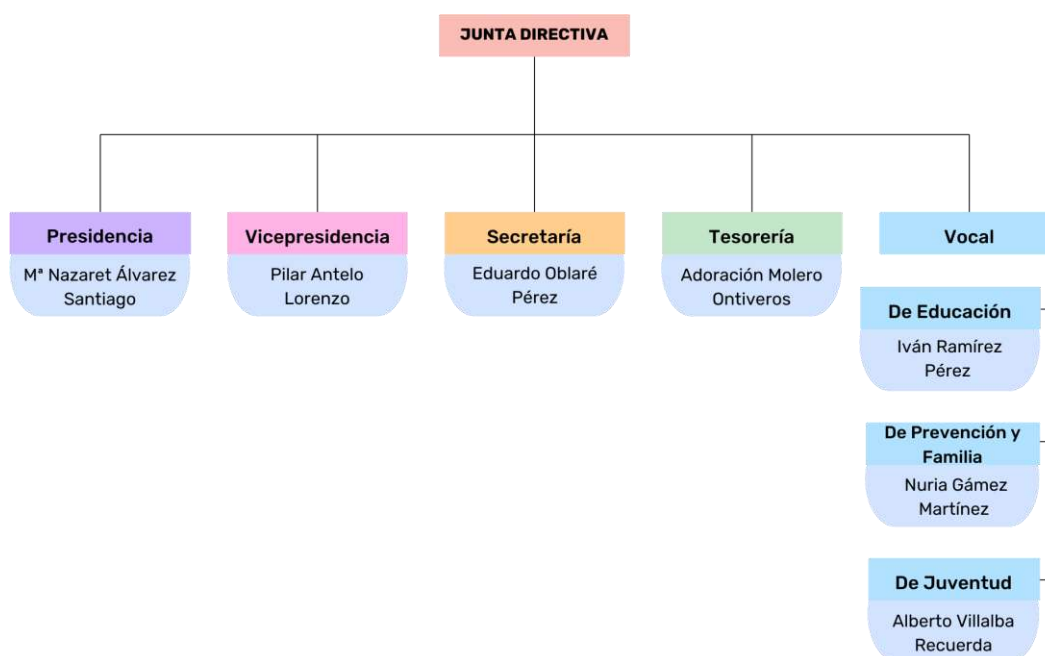 JUNTA DIRECTIVA
Presidencia
Mª Nazaret Álvarez
Santiago
Vicepresidencia
Pilar Antelo
Lorenzo
Secretaría
Eduardo Oblaré
Pérez
Tesorería
Adoración Molero
Ontiveros
Vocal
De Educación
Iván Ramírez
Pérez
De Prevención y
Familia
Nuria Gámez
Martínez
De Juventud
Alberto Villalba
Recuerda